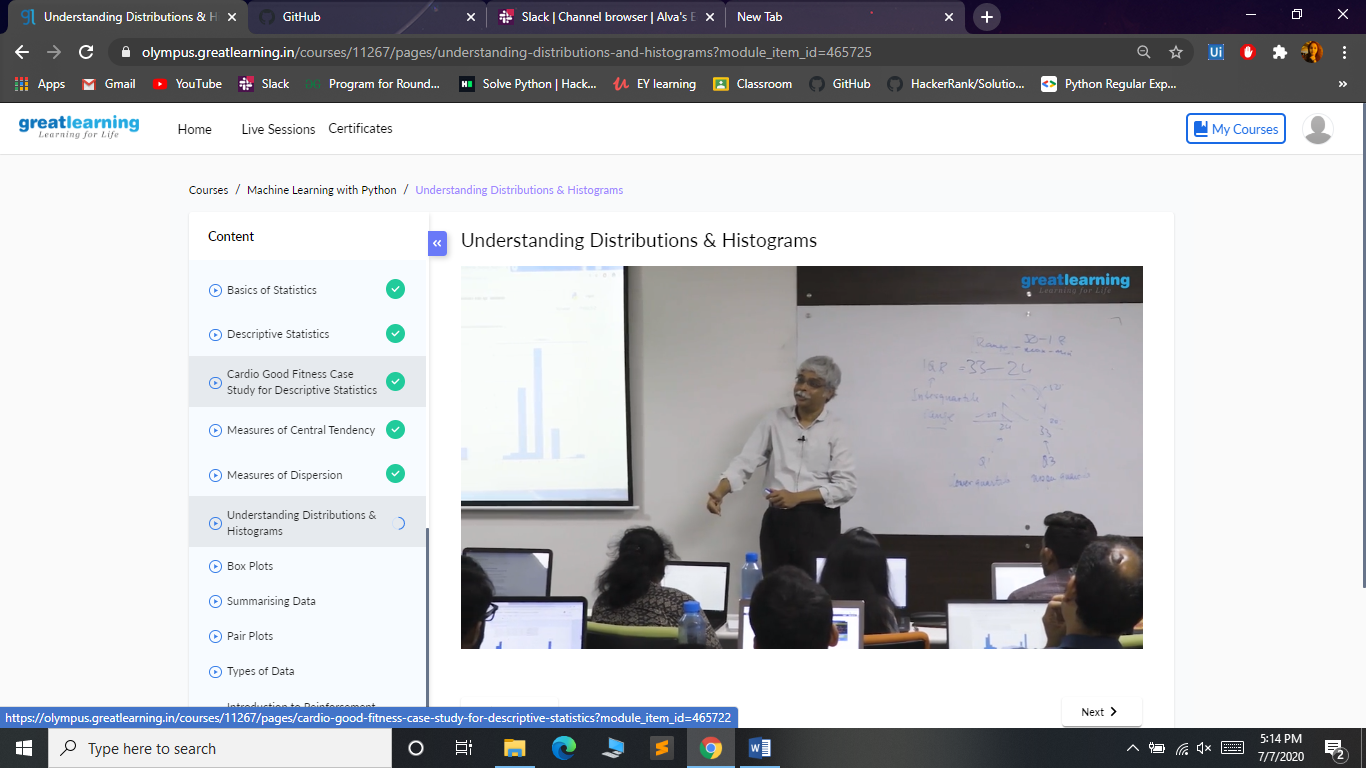 Understanding Distributions & H
GitHub
Slack | Channel browser | Alva's E
New Tab
olympus.greatlearning.in/courses/11267/pages/understanding-distributions-and-histograms?module_item_id=465725
Apps
Gmail
YouTube
Slack
Program for Round...
Solve Python | Hack...
EY learning
Classroom
GitHub
HackerRank/Solutio...
Python Regular Exp...
greatlearning
Learning for Life
Home
Live Sessions
Certificates
My Courses
Courses / Machine Learning with Python / Understanding Distributions & Histograms
Content
Basics of Statistics
Descriptive Statistics
Cardio Good Fitness Case
Study for Descriptive Statistics
Measures of Central Tendency
Measures of Dispersion
Understanding Distributions &
Histograms
Box Plots
Summarising Data
Pair Plots
Types of Data
Introduction to Reinforcement
Understanding Distributions & Histograms
greatlearning
Learning for Life
IQR = 33-24
Interquartile
Q3
Next
https://olympus.greatlearning.in/courses/11267/pages/cardio-good-fitness-case-study-for-descriptive-statistics?module_item_id=465722
Type here to search
5:14 PM
7/7/2020
2